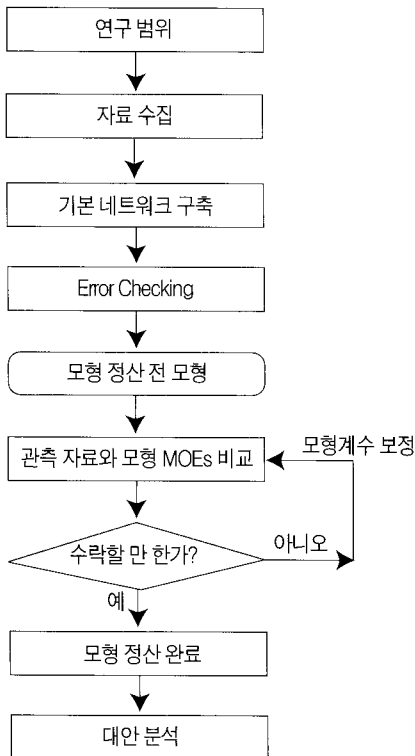 연구 범위
자료 수집
기본 네트워크 구축
Error Checking
모형 정산 전 모형
관측 자료와 모형 MOEs 비교
모형계수 보정
수락할 만 한가?
아니오
예
모형 정산 완료
대안 분석